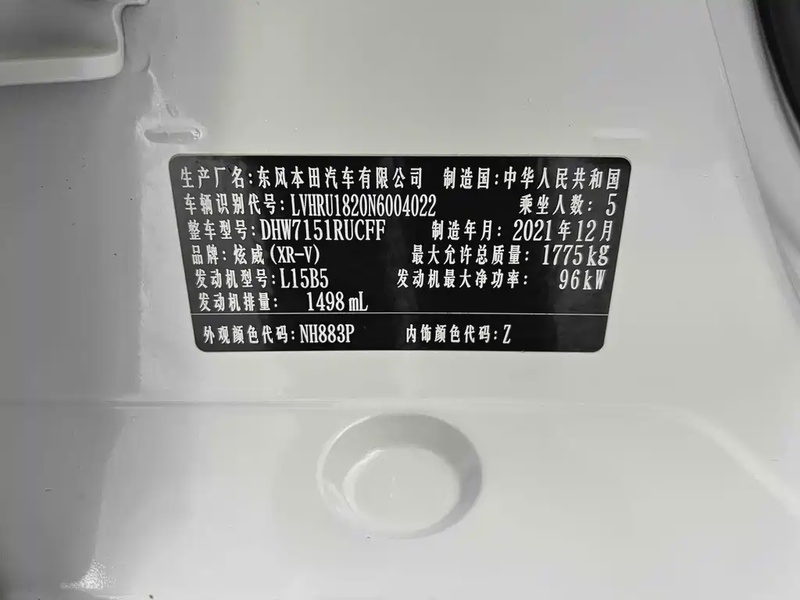 生产厂名：东风本田汽车有限公司 制造国：中华人民共和国
车辆识别代号：LVHRU1820N6004022 乘坐人数：5
整车型号：DHW7151RUCFF 制造年月：2021年12月
品牌：炫威(XR-V) 最大允许总质量：1775kg
发动机型号：L15B5 发动机最大净功率：96kW
发动机排量：1498mL
外观颜色代码：NH883P 内饰颜色代码：Z